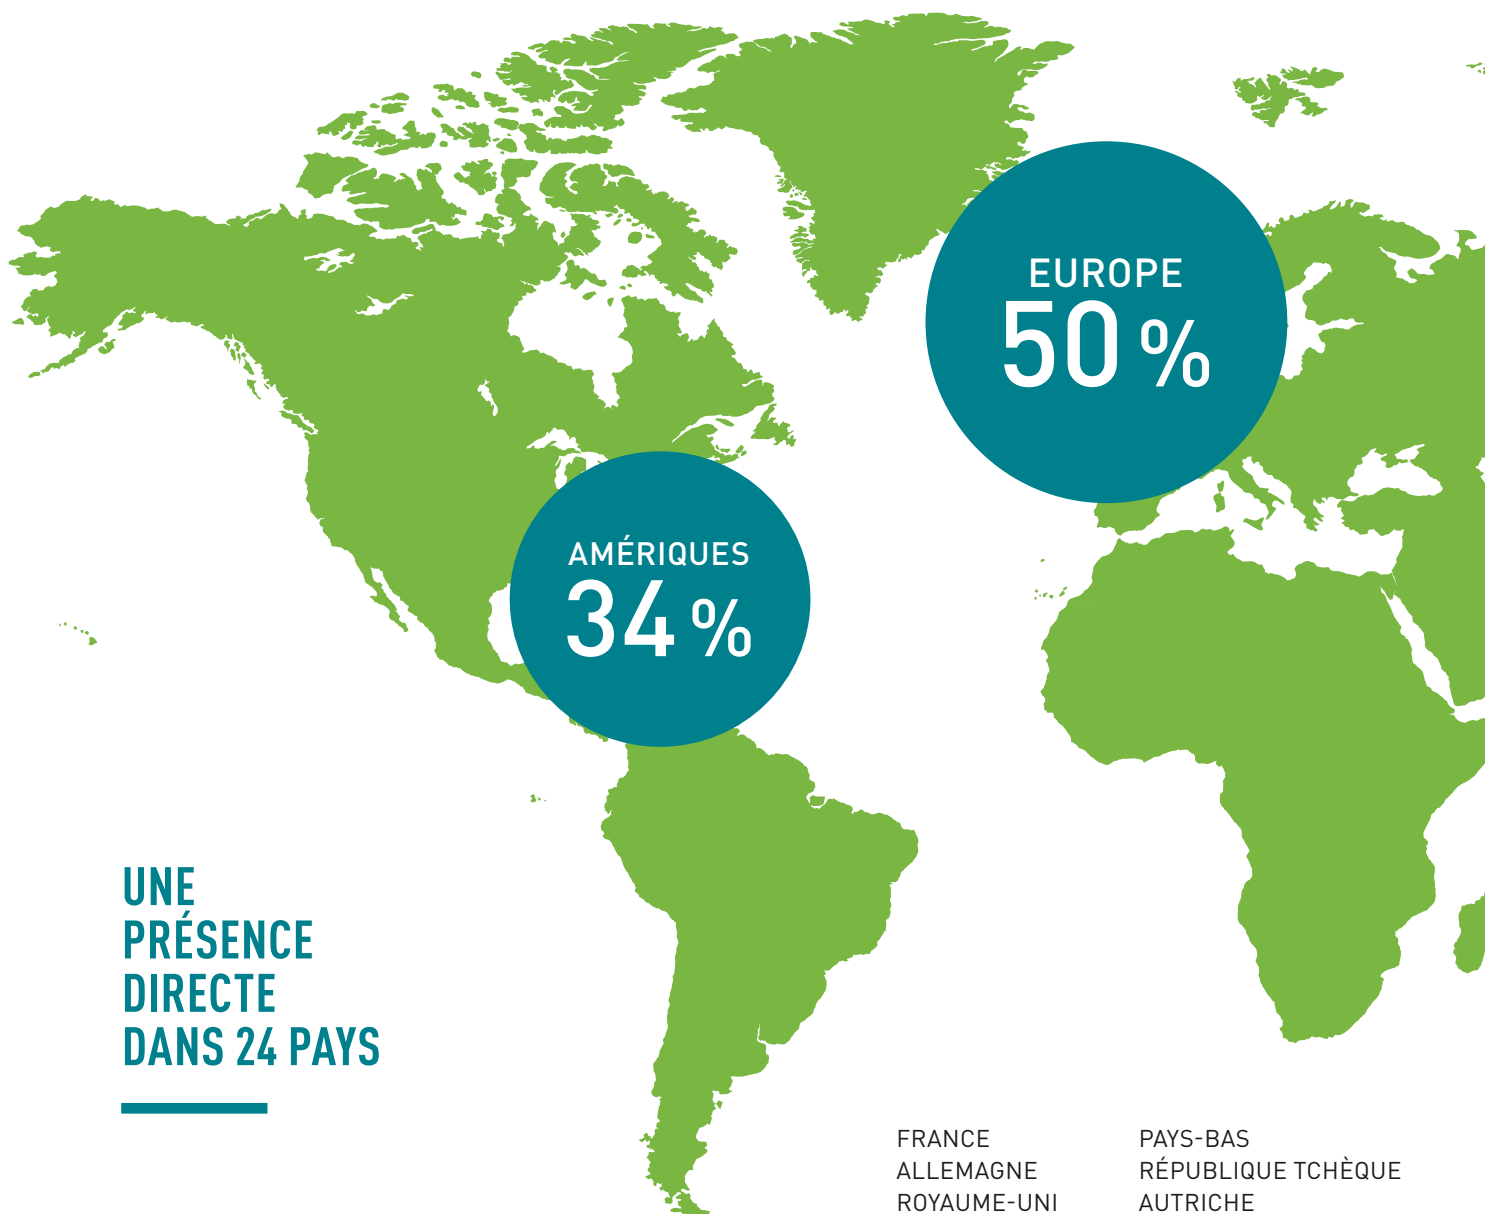 EUROPE
50 %
AMÉRIQUES
34 %
UNE
PRÉSENCE
DIRECTE
DANS 24 PAYS
FRANCE
ALLEMAGNE
ROYAUME-UNI
PAYS-BAS
RÉPUBLIQUE TCHÈQUE
AUTRICHE